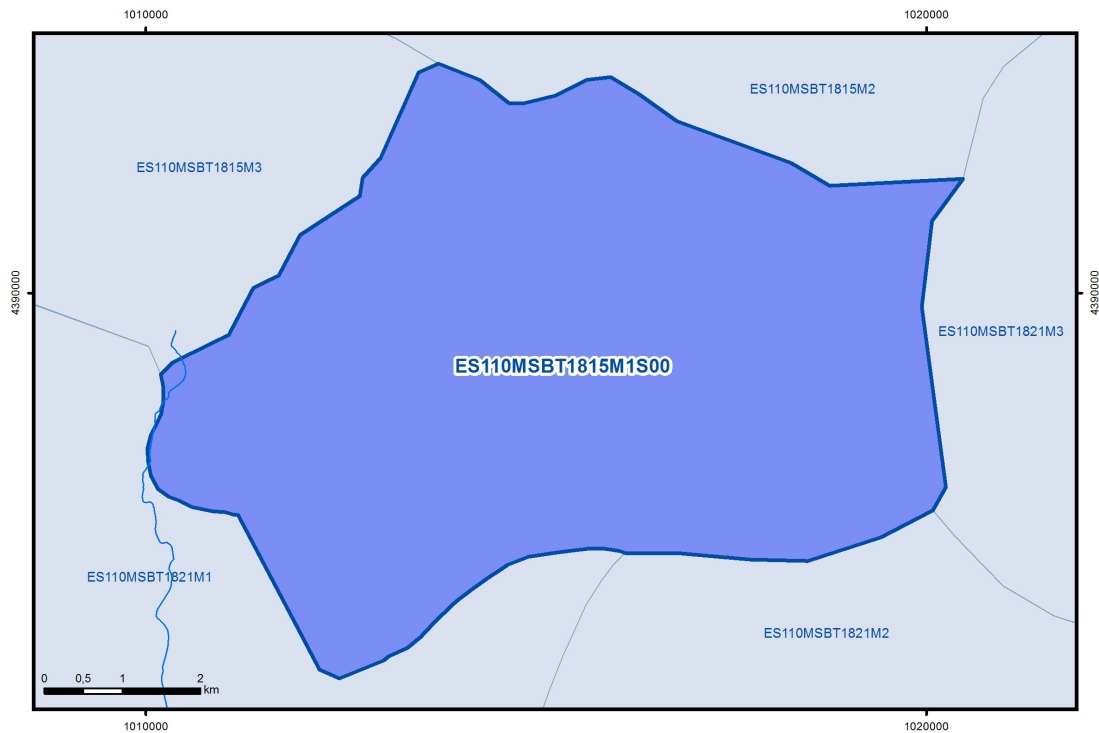 1010000 1020000
ES110MSBT1815M2
ES110MSBT1815M3
4390000 4390000
ES110MSBT1821M3
ES110MSBT1815M1S00
ES110MSBT1821M1
ES110MSBT1821M2
0 0,5 1 2
km
1010000 1020000